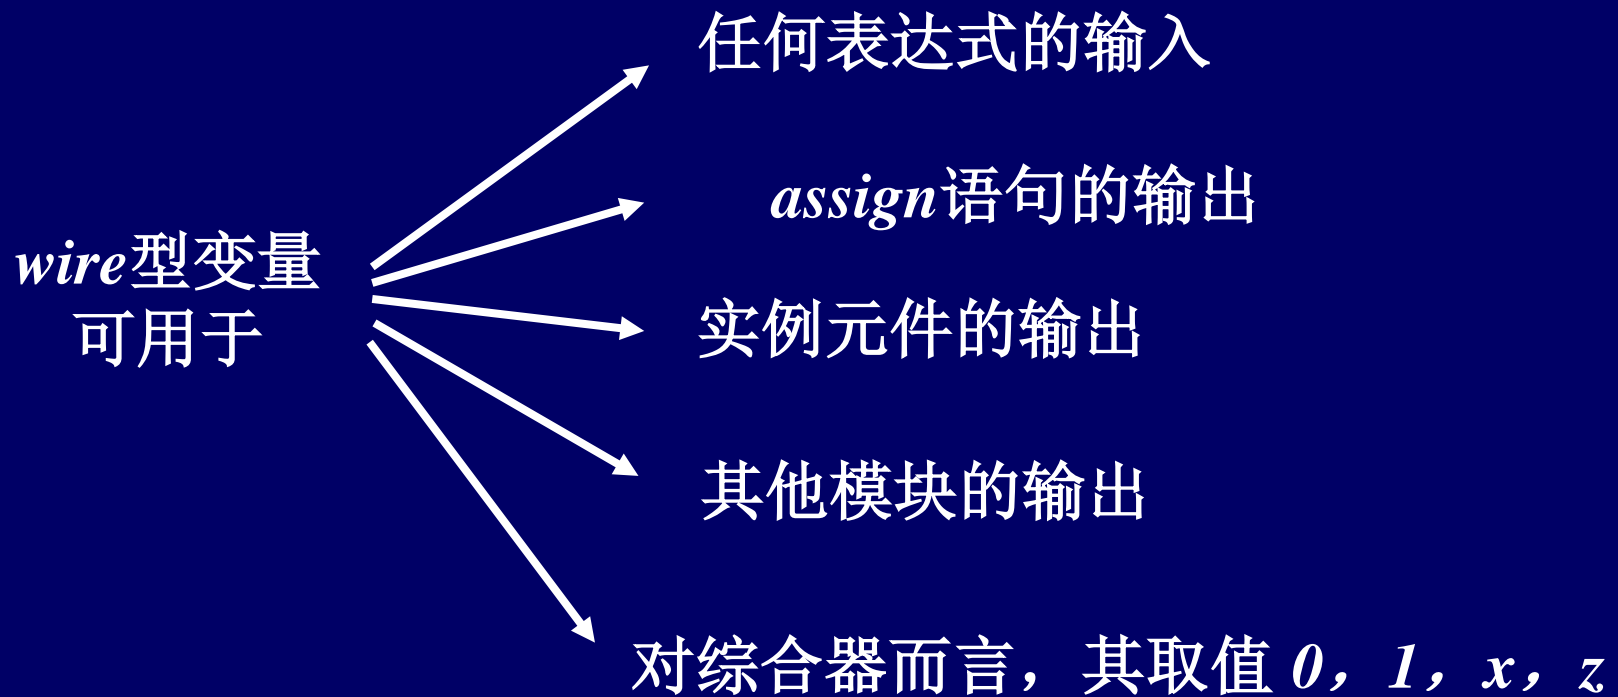 任何表达式的输入
assign语句的输出
wire型变量
可用于
实例元件的输出
其他模块的输出
对综合器而言，其取值 0，1，x，z